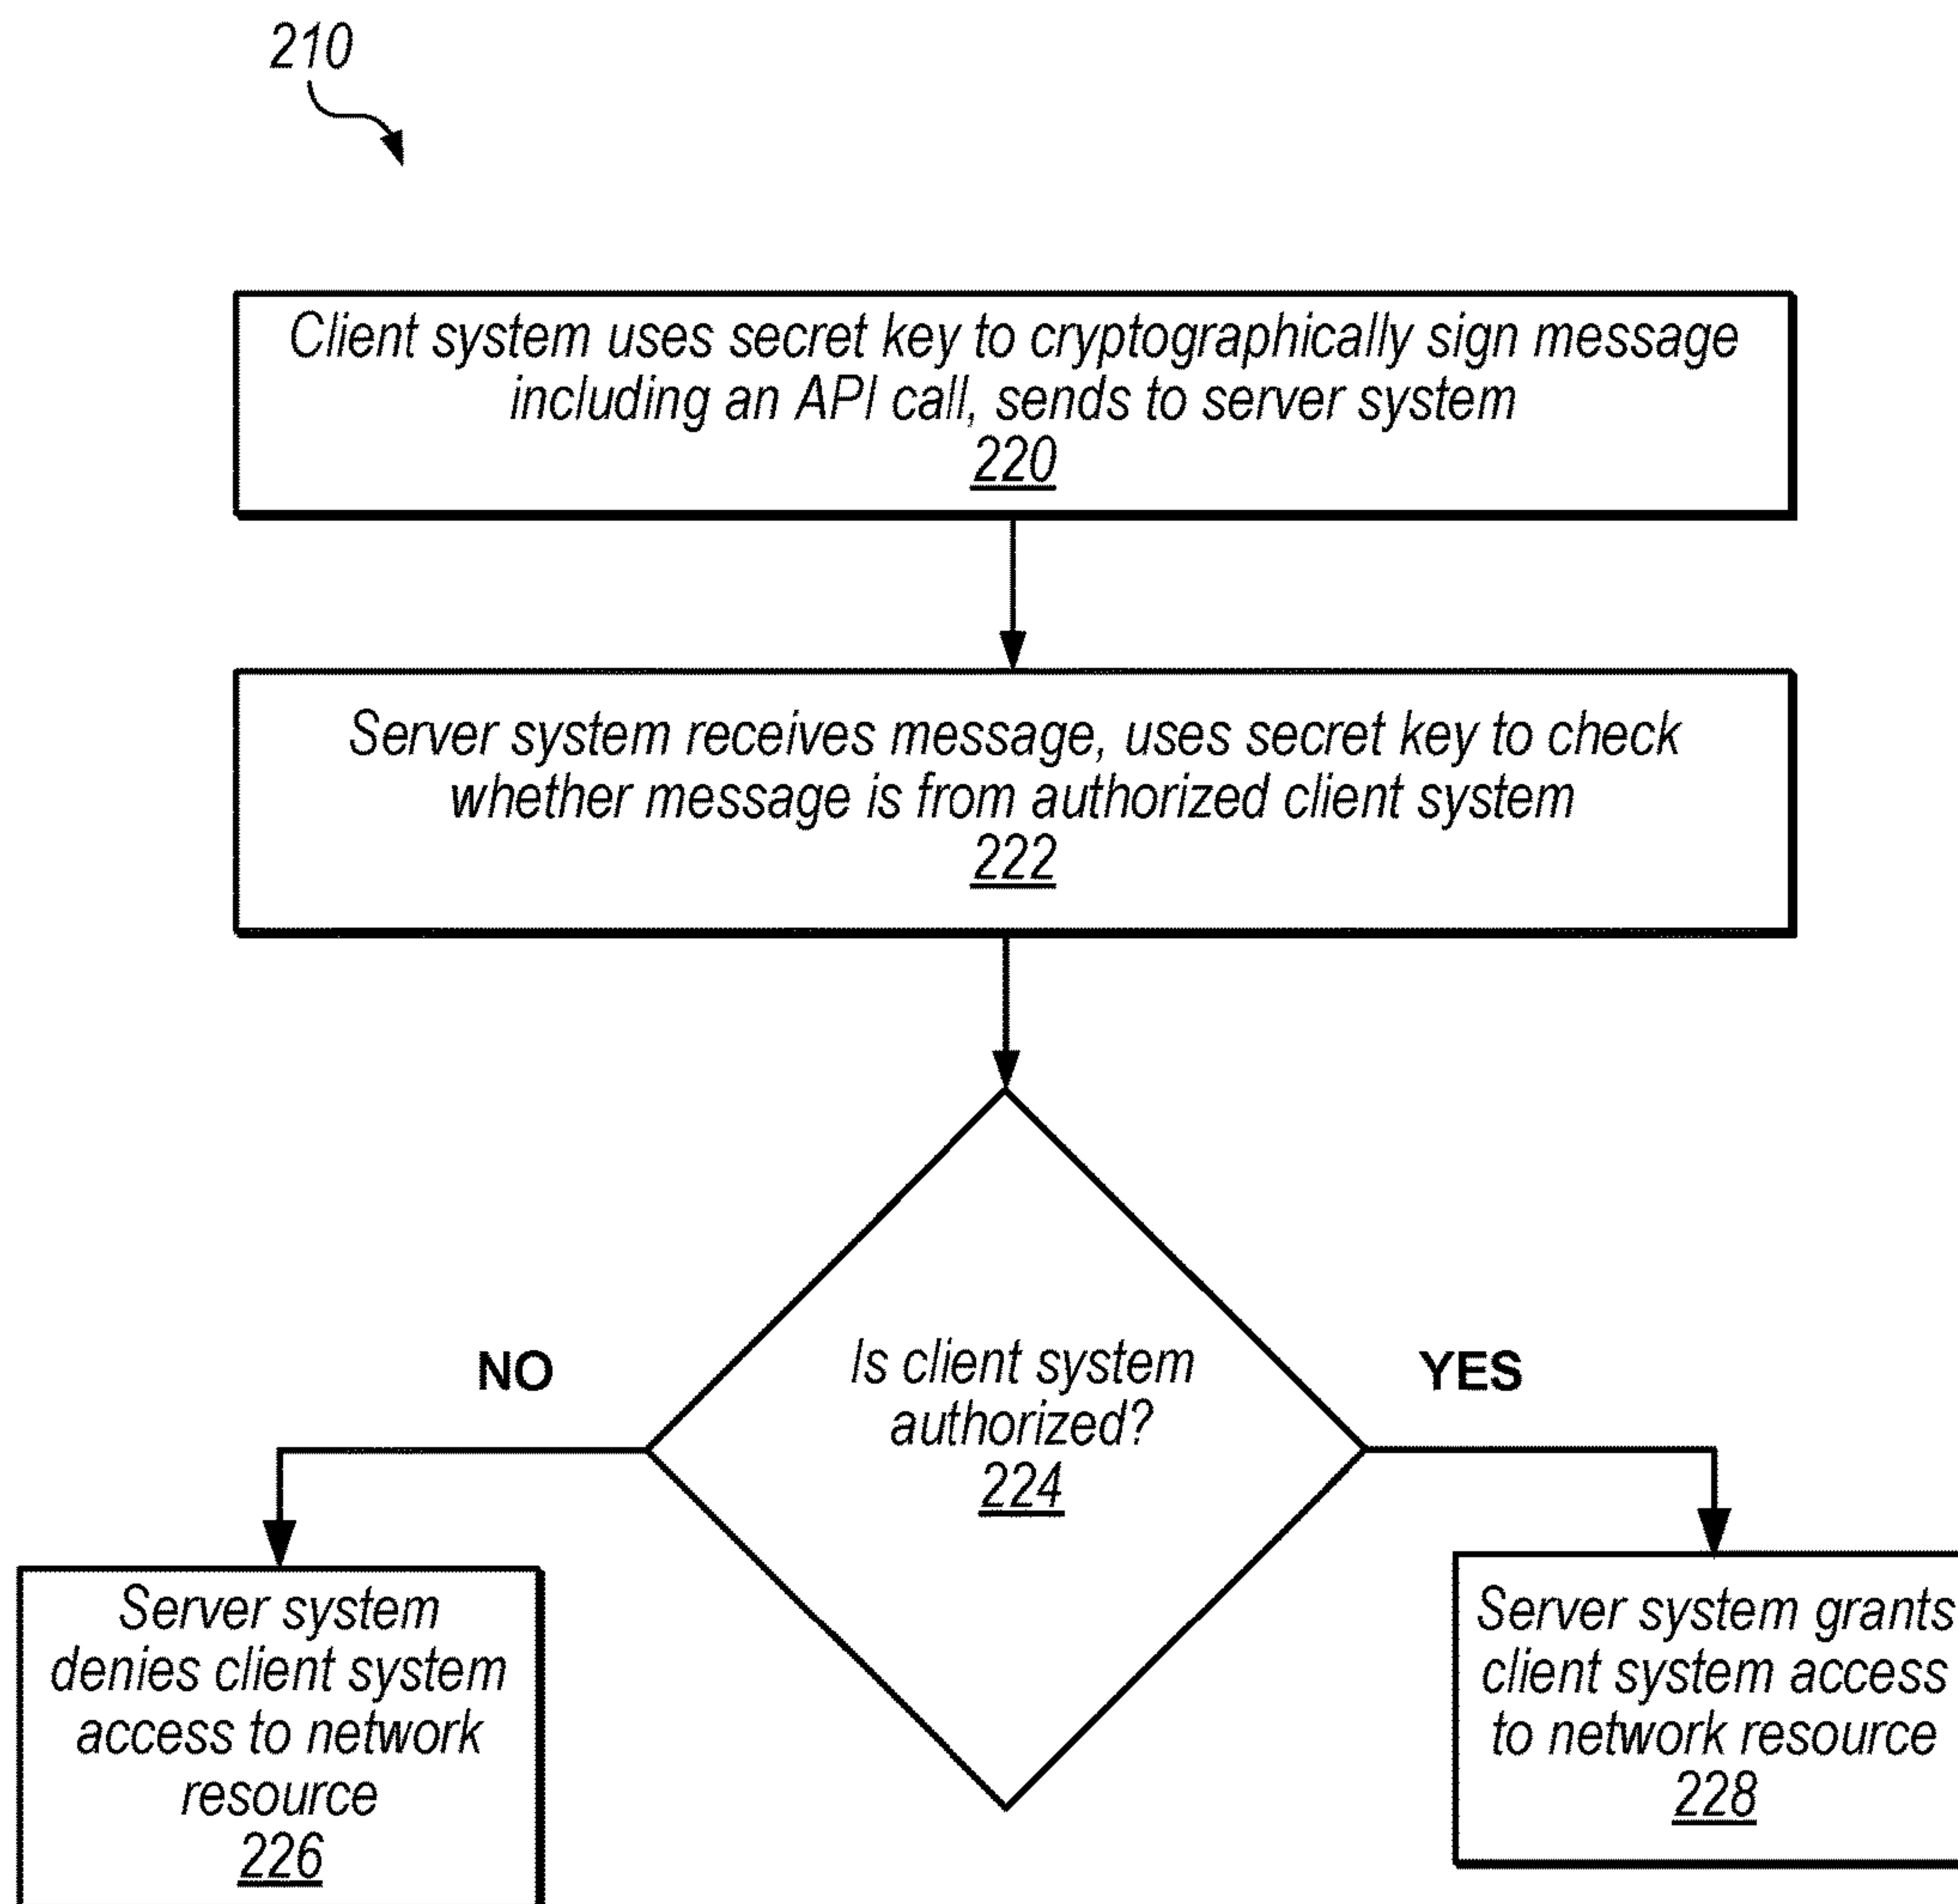 210
Client system uses secret key to cryptographically sign message
including an API call, sends to server system
220
Server system receives message, uses secret key to check
whether message is from authorized client system
222
Is client system
authorized?
224
NO
YES
Server system
denies client system
access to network
resource
226
Server system grants
client system access
to network resource
228